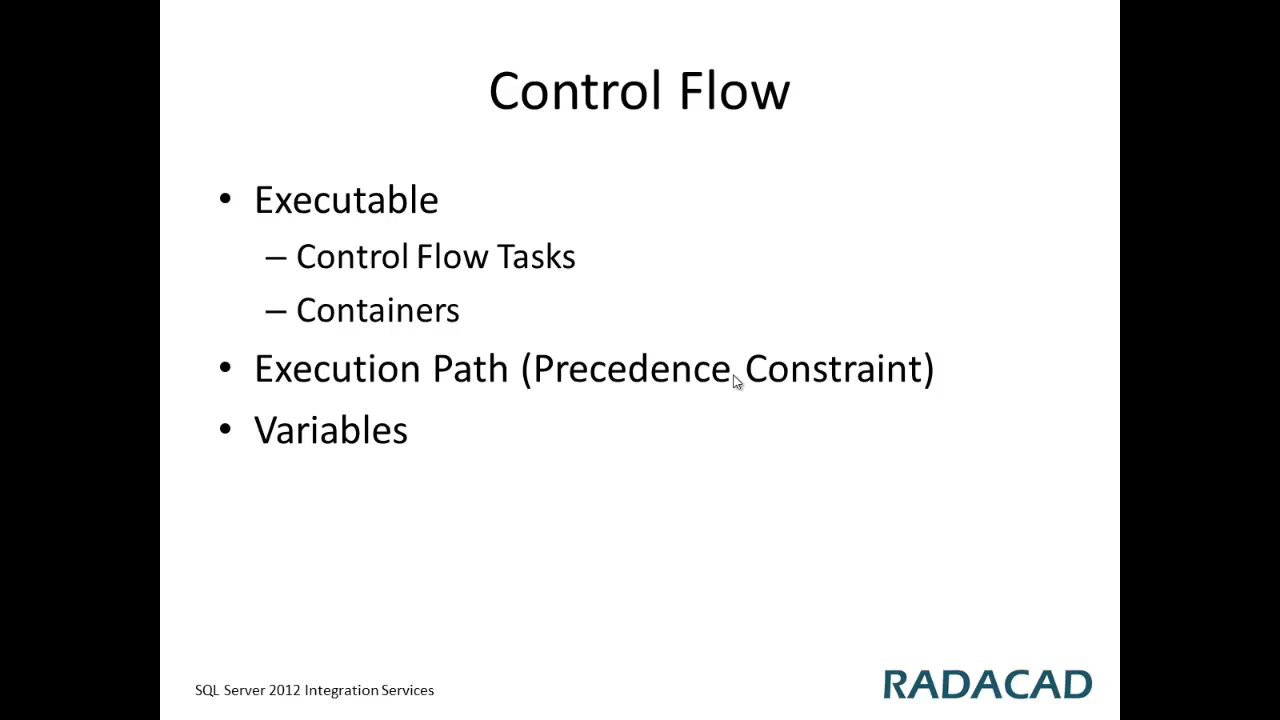 Control Flow
• Executable
– Control Flow Tasks
– Containers
• Execution Path (Precedence Constraint)
• Variables
SQL Server 2012 Integration Services
RADACAD